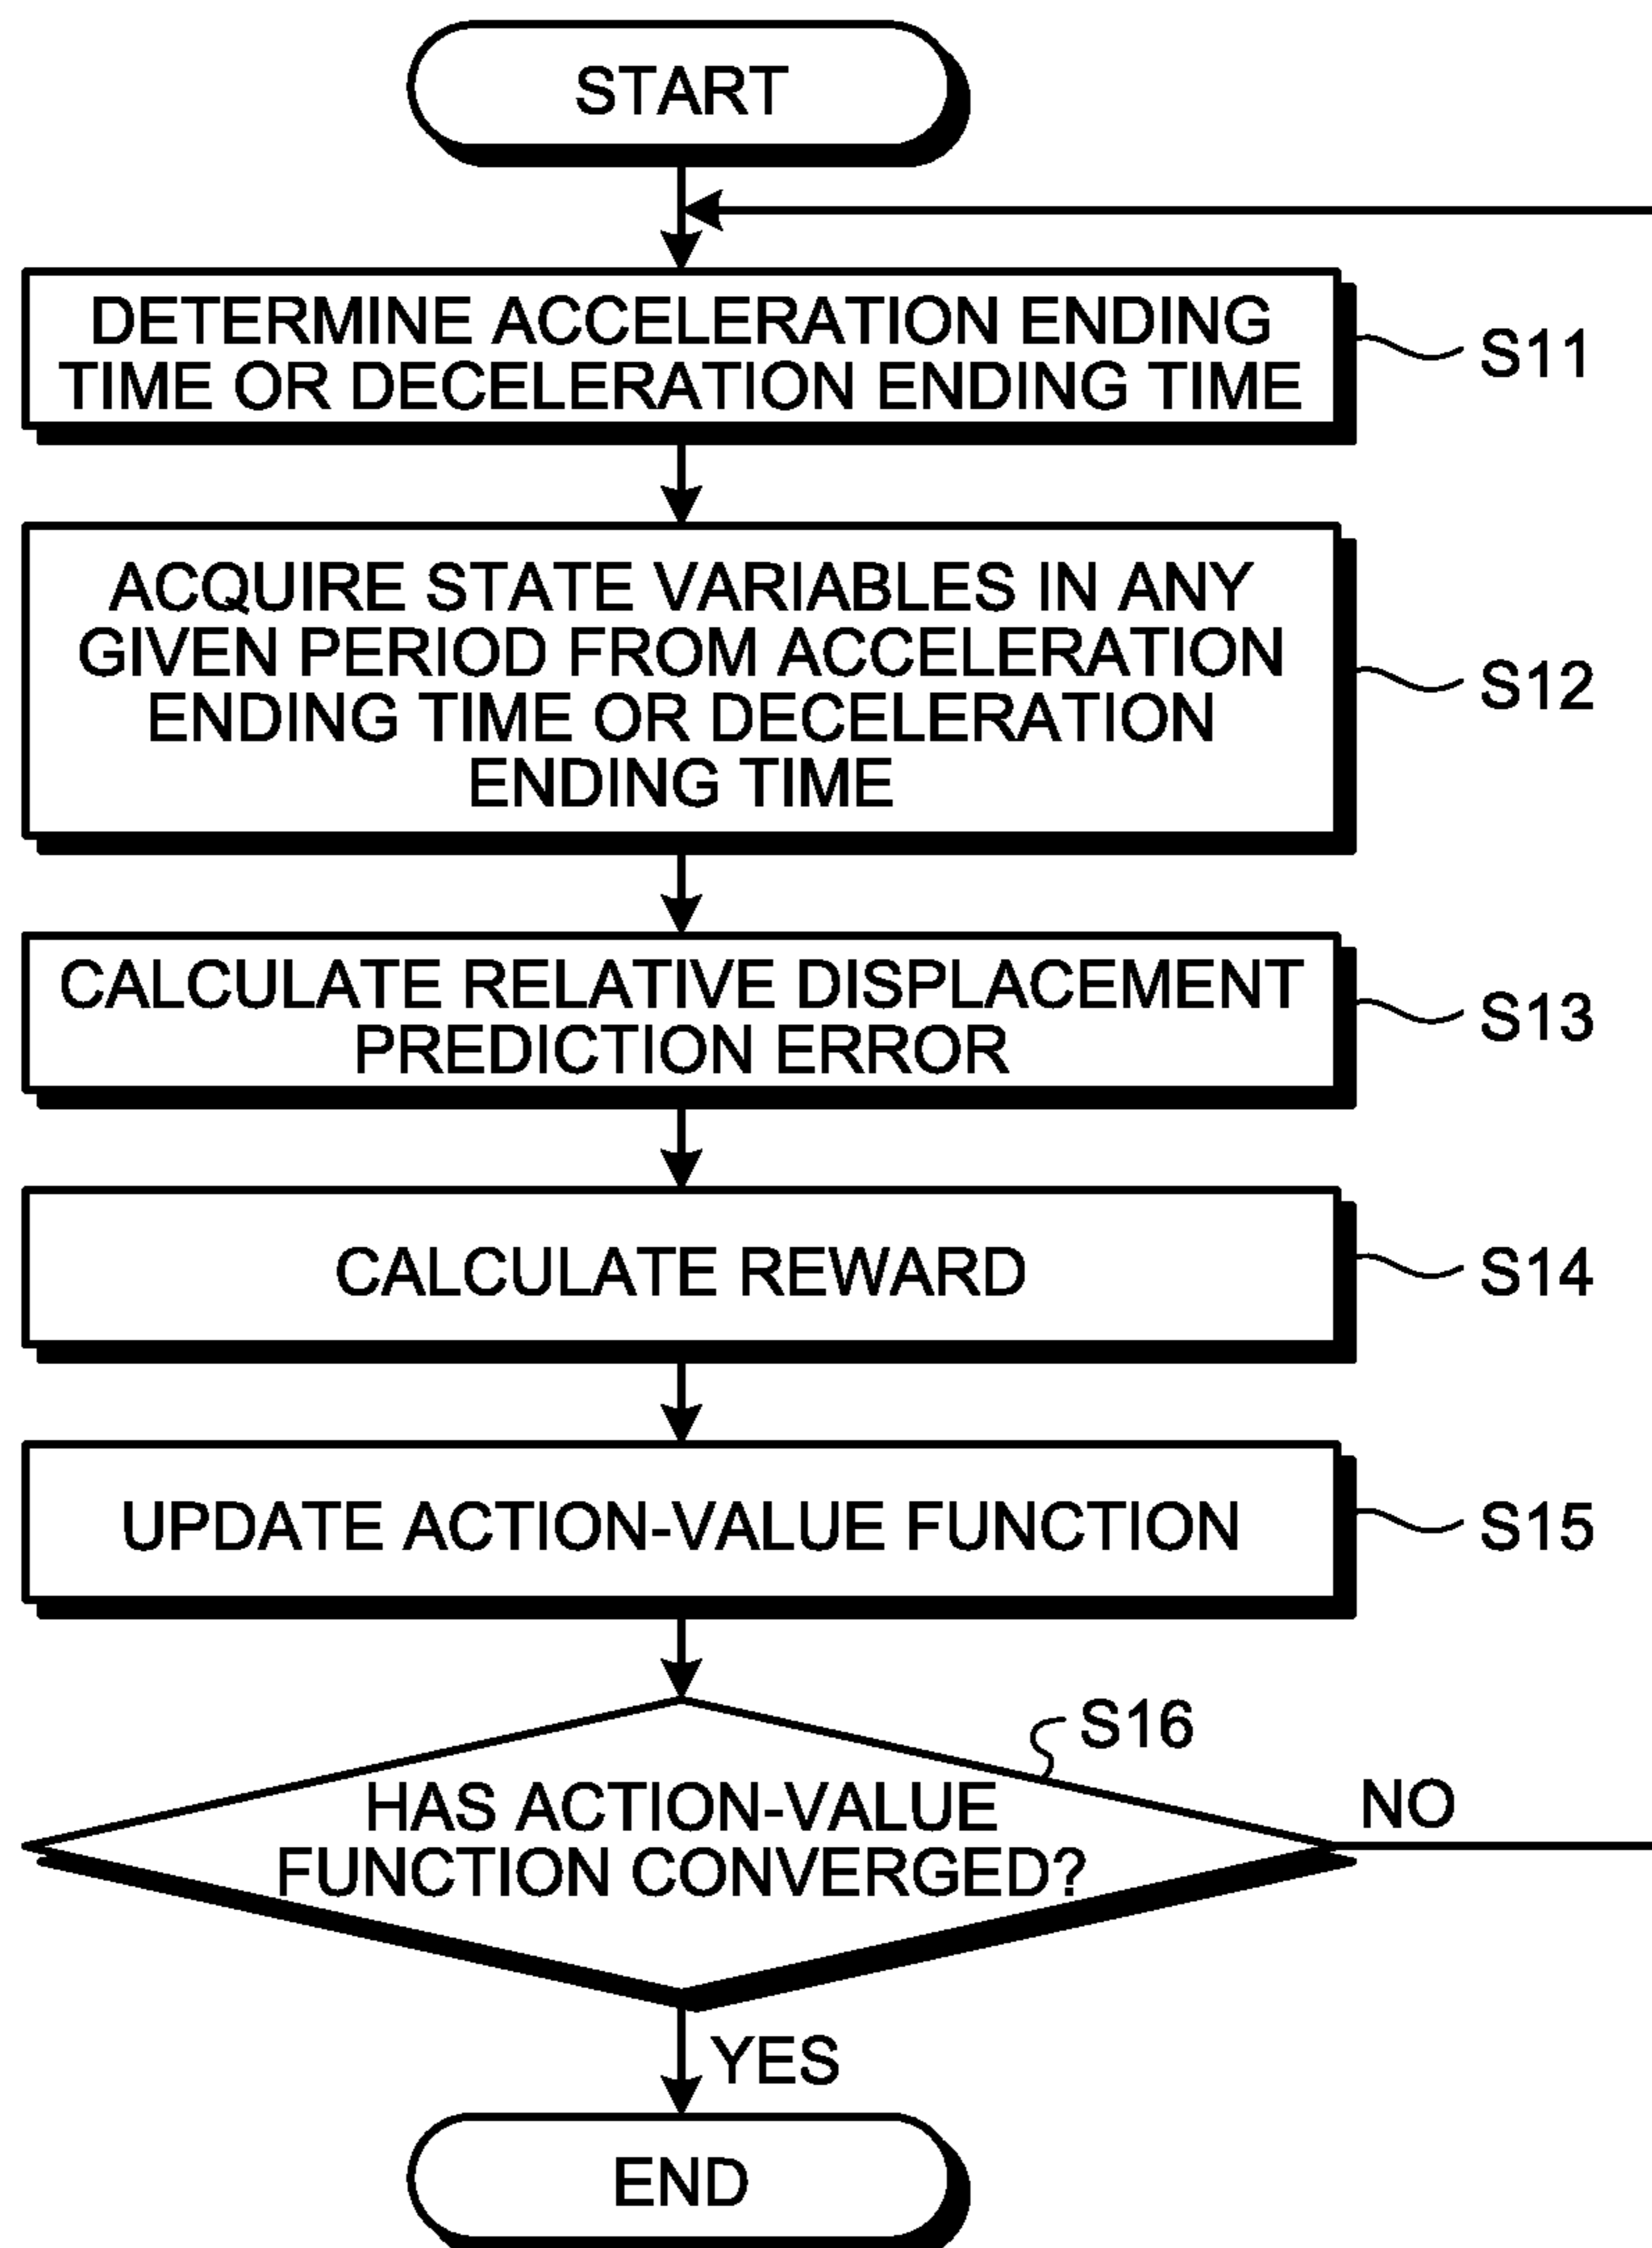 START
DETERMINE ACCELERATION ENDING
TIME OR DECELERATION ENDING TIME
S11
ACQUIRE STATE VARIABLES IN ANY
GIVEN PERIOD FROM ACCELERATION
ENDING TIME OR DECELERATION
ENDING TIME
S12
CALCULATE RELATIVE DISPLACEMENT
PREDICTION ERROR
S13
CALCULATE REWARD
S14
UPDATE ACTION-VALUE FUNCTION
S15
S16
HAS ACTION-VALUE
FUNCTION CONVERGED?
NO
YES
END